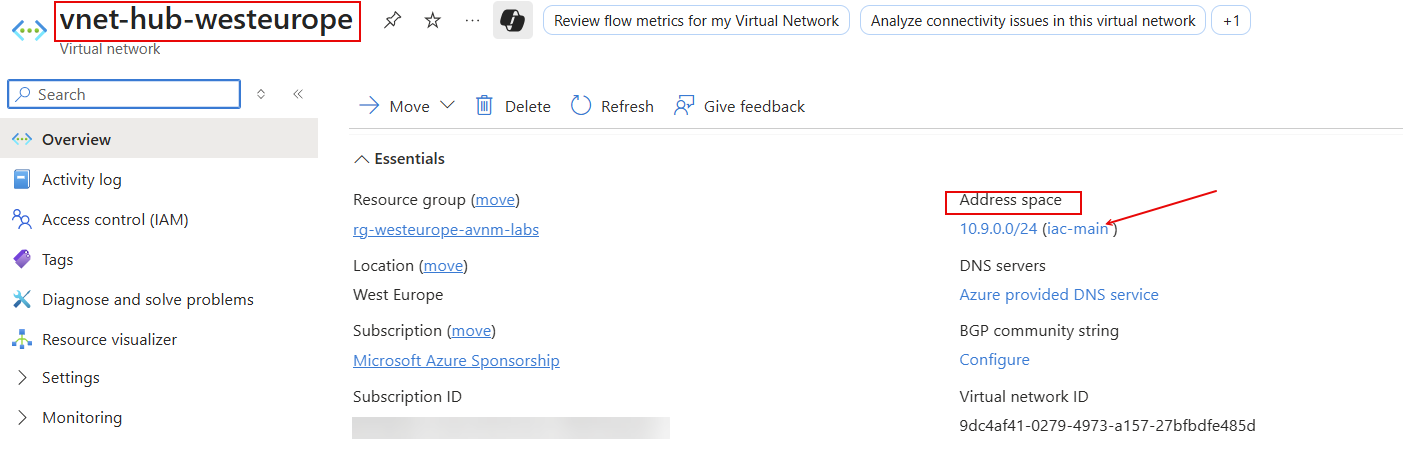 vnet-hub-westeurope
Review flow metrics for my Virtual Network
Analyze connectivity issues in this virtual network
+1
Virtual network
Search
Move
Delete
Refresh
Give feedback
Overview
Activity log
Access control (IAM)
Tags
Diagnose and solve problems
Resource visualizer
Settings
Monitoring
Essentials
Resource group (move)
rg-westeurope-avnm-labs
Location (move)
West Europe
Subscription (move)
Microsoft Azure Sponsorship
Subscription ID
Address space
10.9.0.0/24 (iac-main )
DNS servers
Azure provided DNS service
BGP community string
Configure
Virtual network ID
9dc4af41-0279-4973-a157-27bfbdfe485d